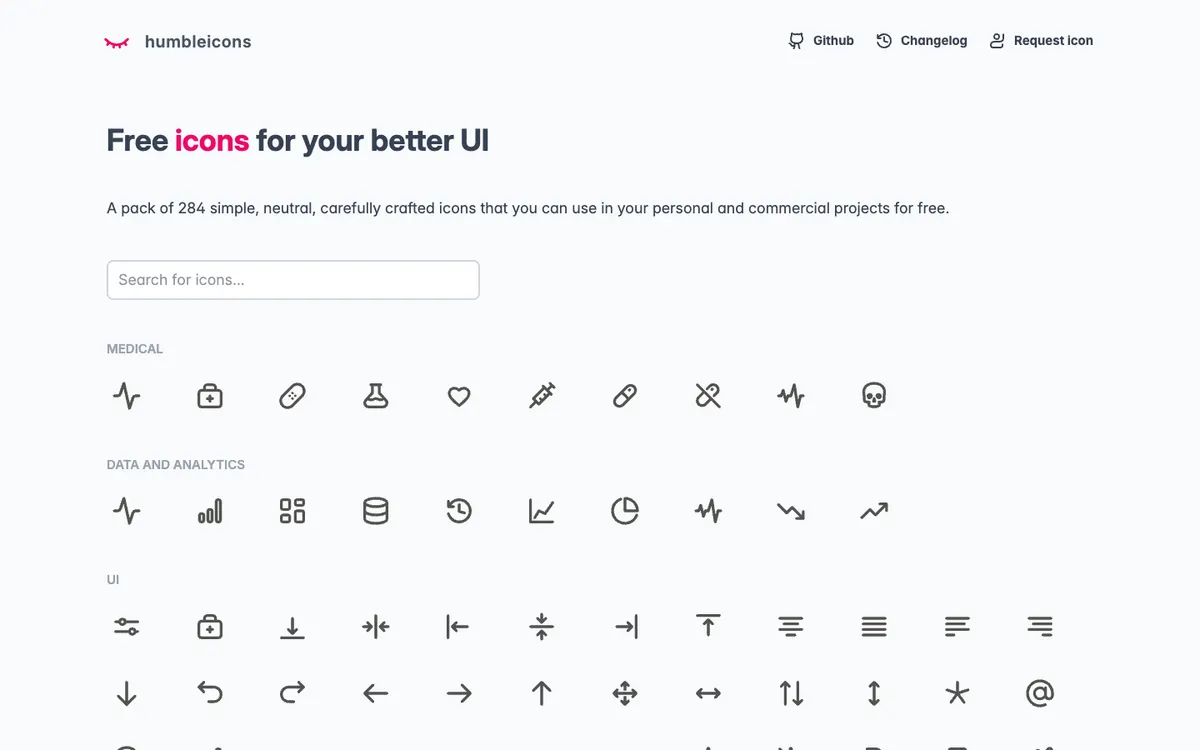 humbleicons
Github
Changelog
Request icon
Free icons for your better UI
A pack of 284 simple, neutral, carefully crafted icons that you can use in your personal and commercial projects for free.
Search for icons...
MEDICAL
DATA AND ANALYTICS
UI